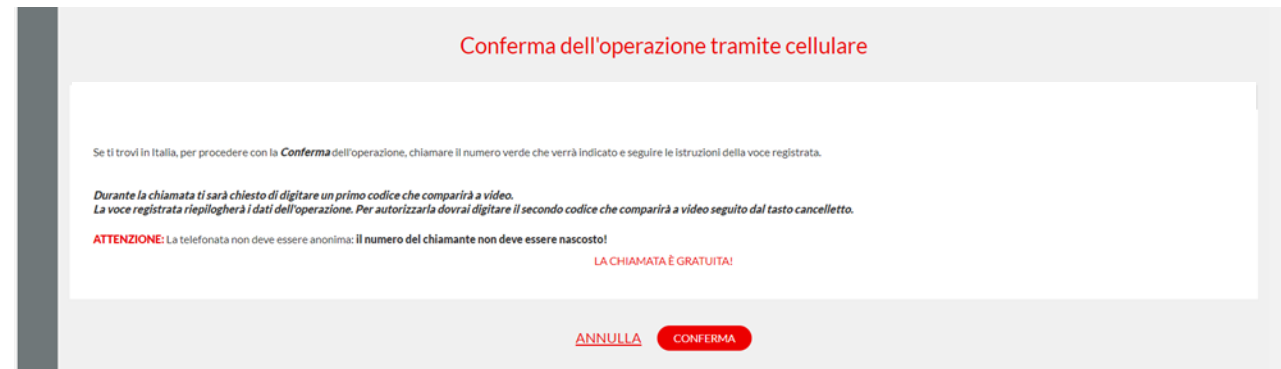 Conferma dell'operazione tramite cellulare
Se ti trovi in Italia, per procedere con la Conferma dell'operazione, chiamare il numero verde che verrà indicato e seguire le istruzioni della voce registrata.
Durante la chiamata ti sarà chiesto di digitare un primo codice che comparirà a video.
La voce registrata riepilogherà i dati dell'operazione. Per autorizzarla dovrai digitare il secondo codice che comparirà a video seguito dal tasto cancelletto.
ATTENZIONE: La telefonata non deve essere anonima: il numero del chiamante non deve essere nascosto!
LA CHIAMATA È GRATUITA!
ANNULLA CONFERMA